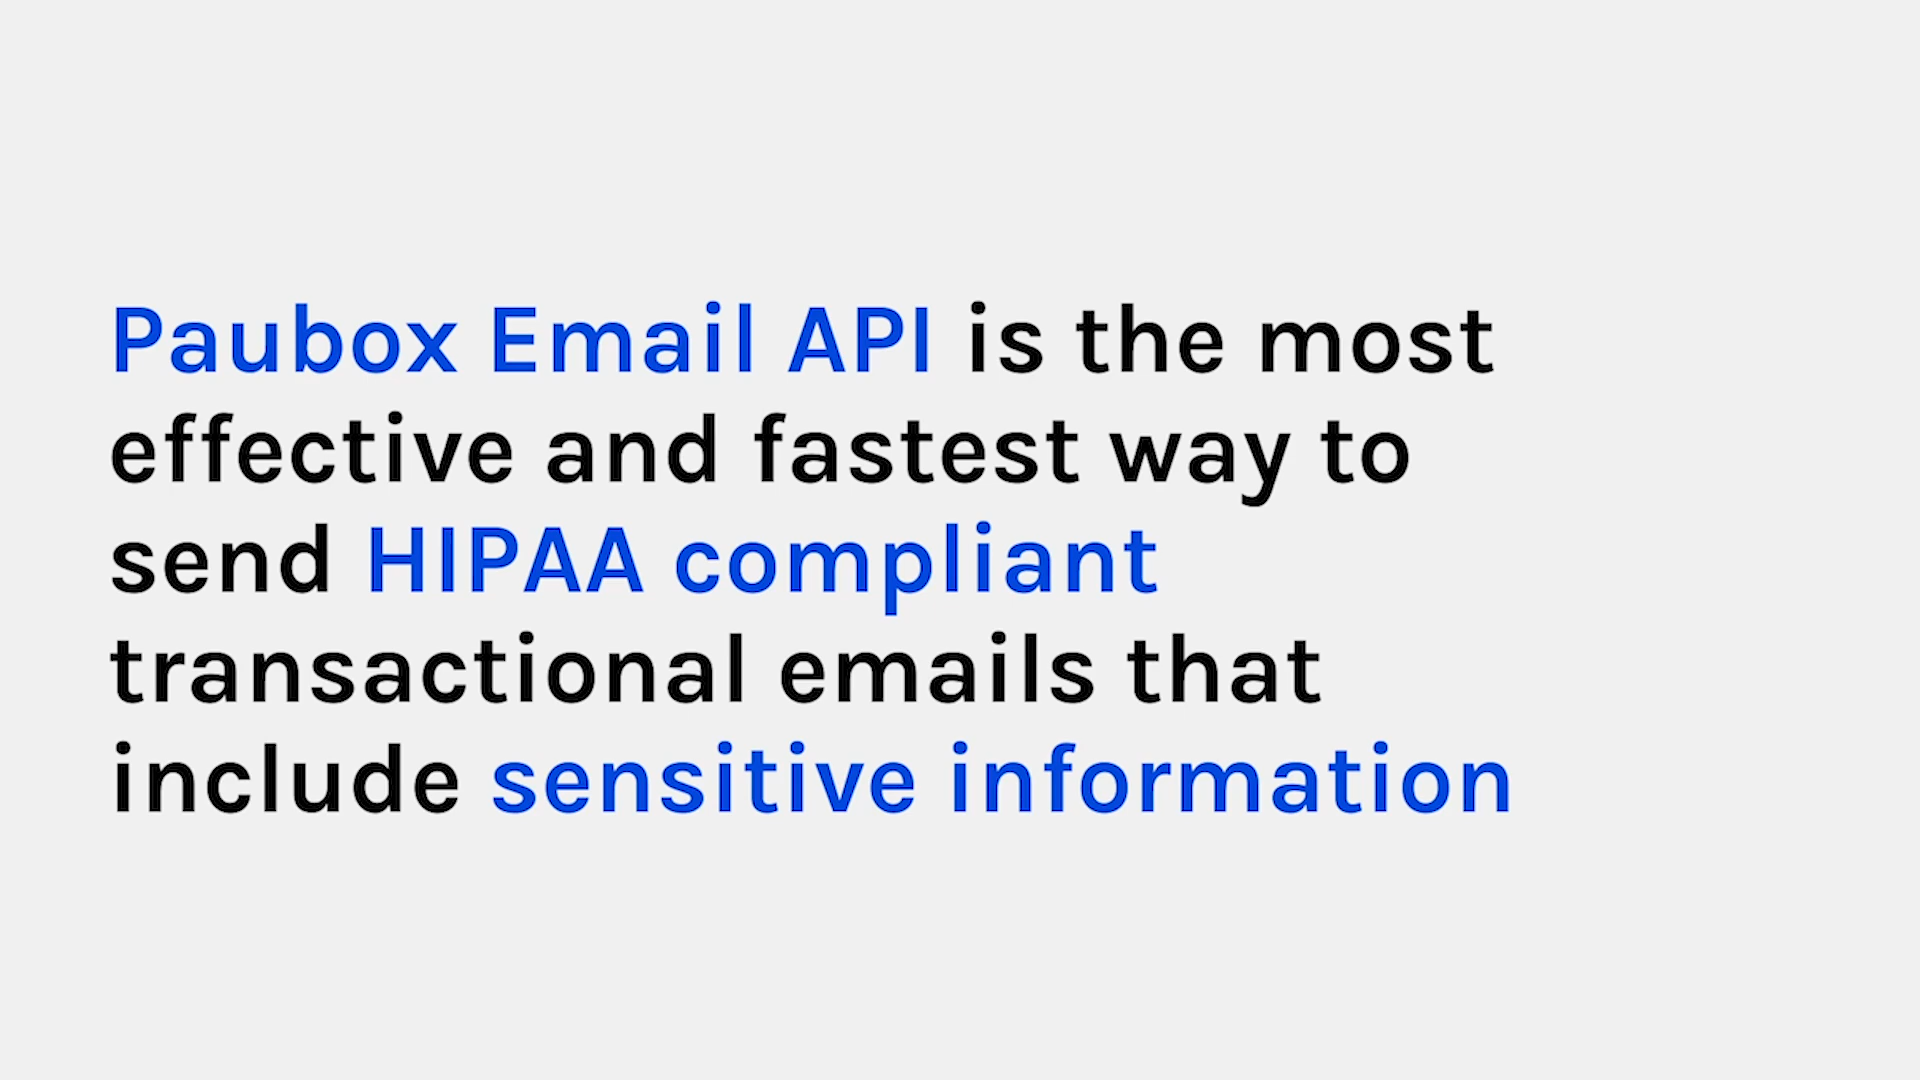 Paubox Email API is the most
effective and fastest way to
send HIPAA compliant
transactional emails that
include sensitive information